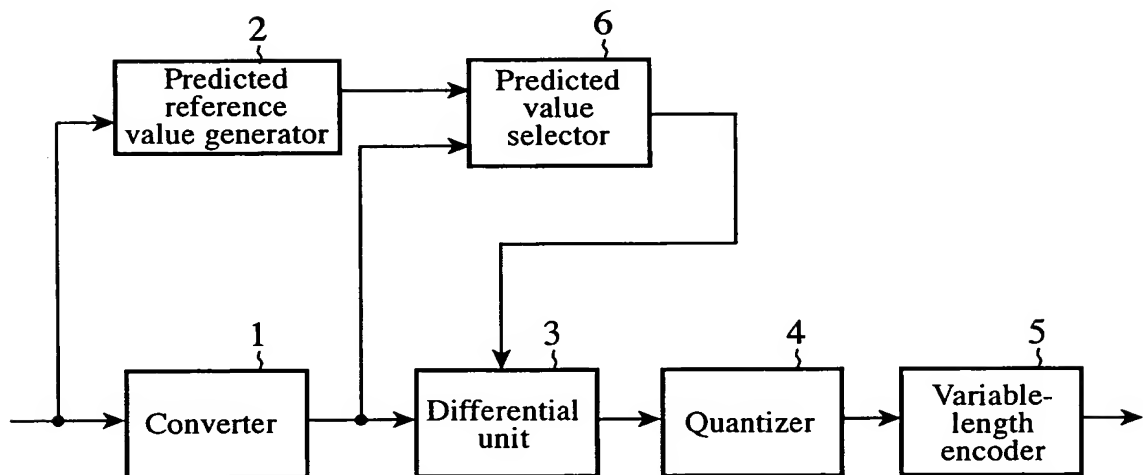 2
Predicted
reference
value generator
6
Predicted
value
selector
1
Converter
3
Differential
unit
4
Quantizer
5
Variable-
length
encoder